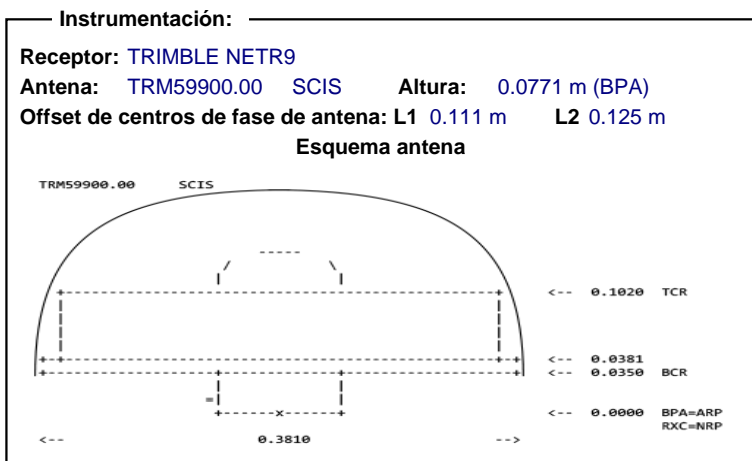 Instrumentación:
Receptor: TRIMBLE NETR9
Antena: TRM59900.00 SCIS Altura: 0.0771 m (BPA)
Offset de centros de fase de antena: L1 0.111 m L2 0.125 m
Esquema antena
TRM59900.00 SCIS
<-- 0.1020 TCR
<-- 0.0381
<-- 0.0350 BCR
=
x
<-- 0.0000 BPA=ARP
RXC=NRP
<-- 0.3810 -->